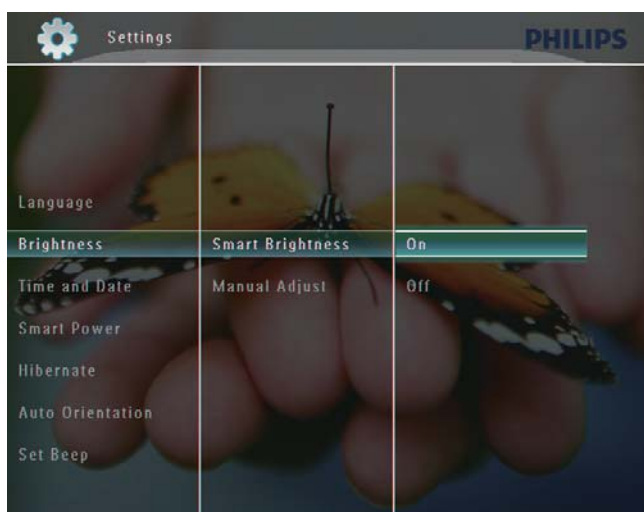 Settings
PHILIPS
Language
Brightness
Smart Brightness
On
Time and Date
Manual Adjust
Off
Smart Power
Hibernate
Auto Orientation
Set Beep